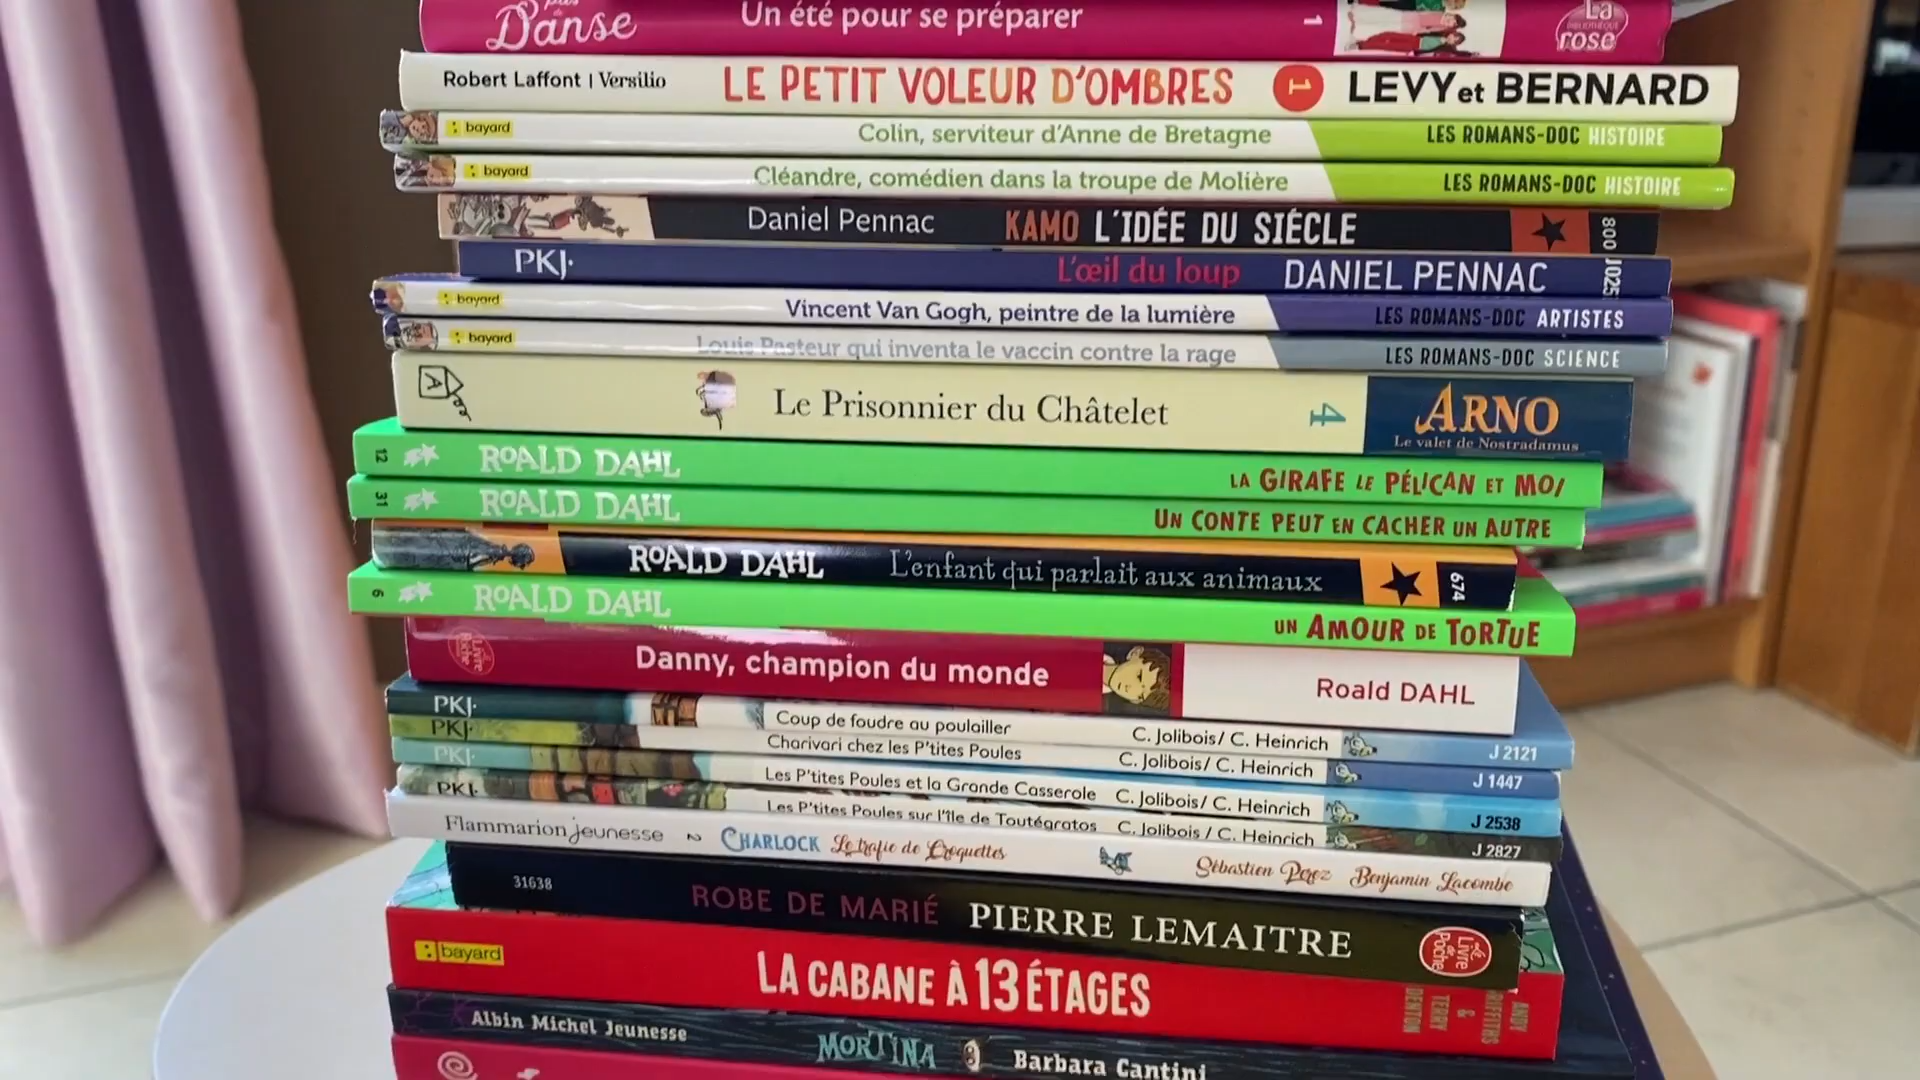 Danse Un été pour se préparer 1 La BIBLIOTHÈQUE rose
Robert Laffont | Versilio LE PETIT VOLEUR D'OMBRES 1 LEVY et BERNARD
bayard Colin, serviteur d'Anne de Bretagne LES ROMANS-DOC HISTOIRE
bayard Cléandre, comédien dans la troupe de Molière LES ROMANS-DOC HISTOIRE
Daniel Pennac KAMO L'IDÉE DU SIÈCLE 800
PKJ. L'œil du loup DANIEL PENNAC J025
bayard Vincent Van Gogh, peintre de la lumière LES ROMANS-DOC ARTISTES
bayard Louis Pasteur qui inventa le vaccin contre la rage LES ROMANS-DOC SCIENCE
A Le Prisonnier du Châtelet 4 ARNO
Le valet de Nostradamus
12 ROALD DAHL LA GIRAFE LE PÉLICAN ET MOI
31 ROALD DAHL UN CONTE PEUT EN CACHER UN AUTRE
ROALD DAHL L'enfant qui parlait aux animaux 674
6 ROALD DAHL UN AMOUR DE TORTUE
Le Livre de Poche Danny, champion du monde Roald DAHL
PKJ. Coup de foudre au poulailler C. Jolibois/ C. Heinrich J 2121
PKJ. Charivari chez les P'tites Poules C. Jolibois/ C. Heinrich J 1447
PKJ. Les P'tites Poules et la Grande Casserole C. Jolibois/ C. Heinrich J 2538
PKJ. Les P'tites Poules sur l'île de Toutégratos C. Jolibois / C. Heinrich J 2827
Flammarion jeunesse 2 CHARLOCK Le trafic de Croquettes Sébastien Perez Benjamin Lacombe
31638 ROBE DE MARIÉ PIERRE LEMAITRE Le Livre de Poche
bayard LA CABANE À 13 ÉTAGES ANDY GRIFFITHS & TERRY DENTON
Albin Michel Jeunesse MORTINA Barbara Cantini